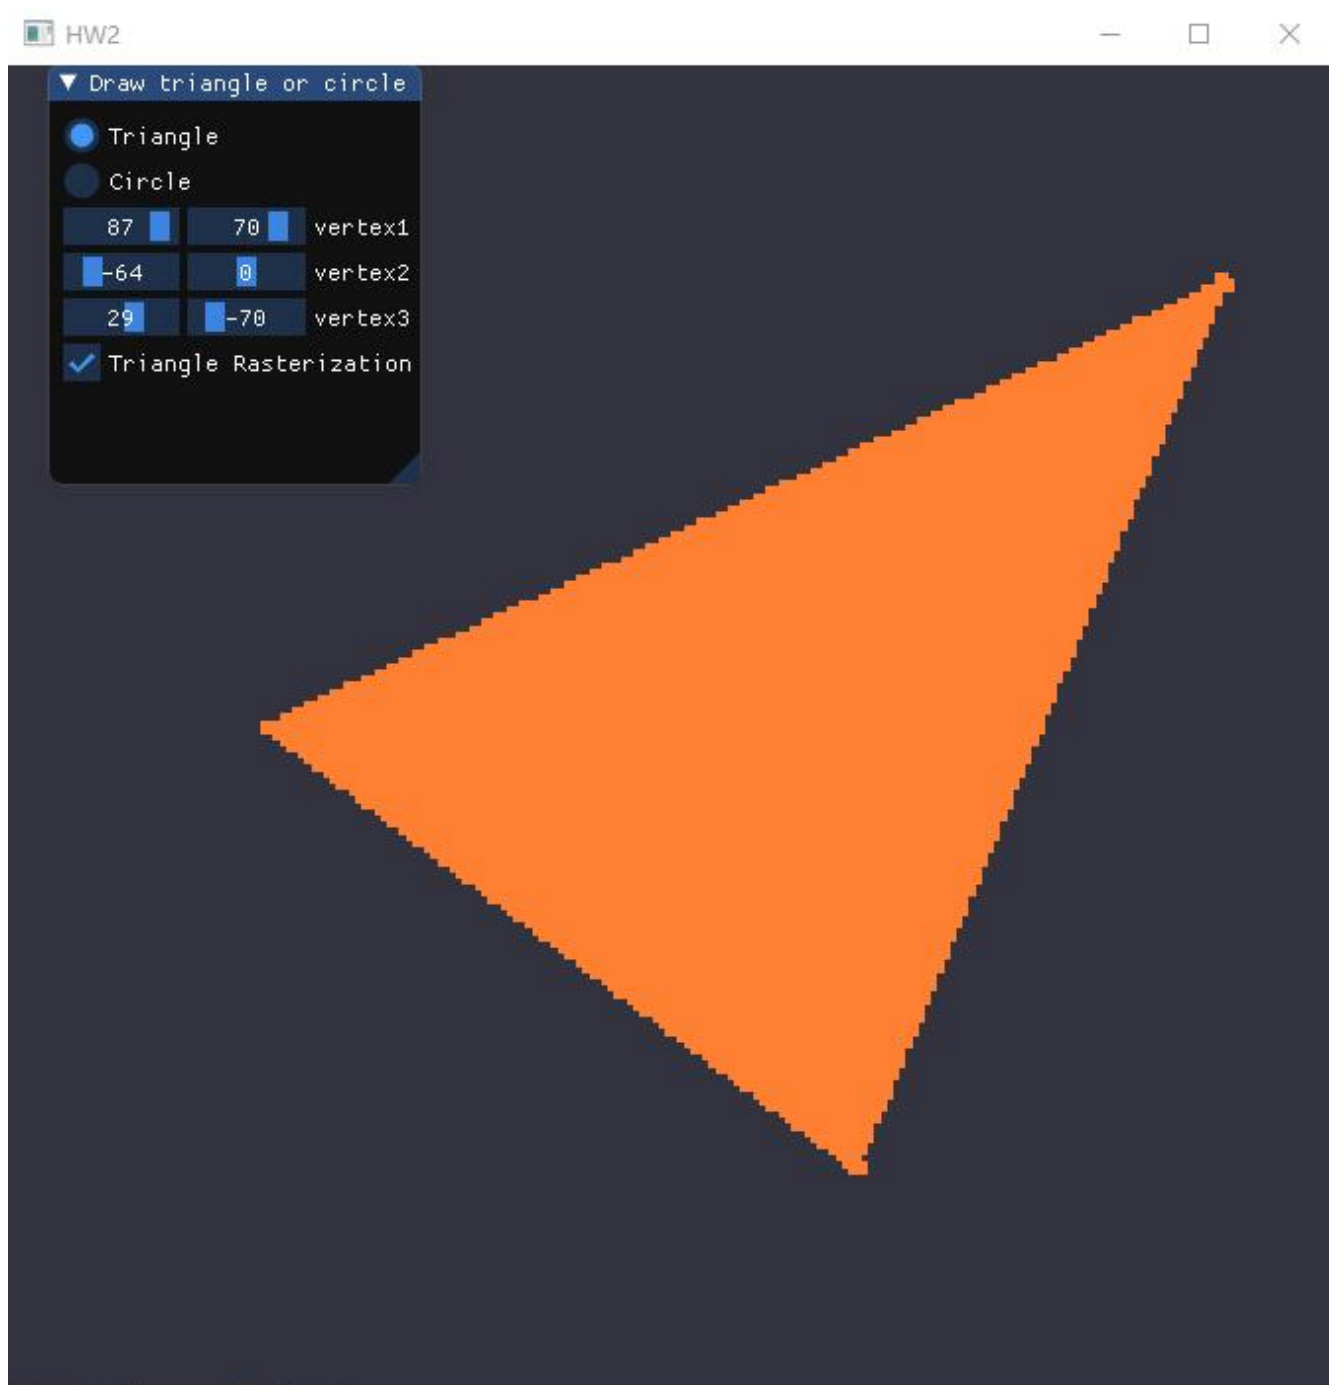 HW2
Draw triangle or circle
Triangle
Circle
87 70 vertex1
-64 0 vertex2
29 -70 vertex3
Triangle Rasterization